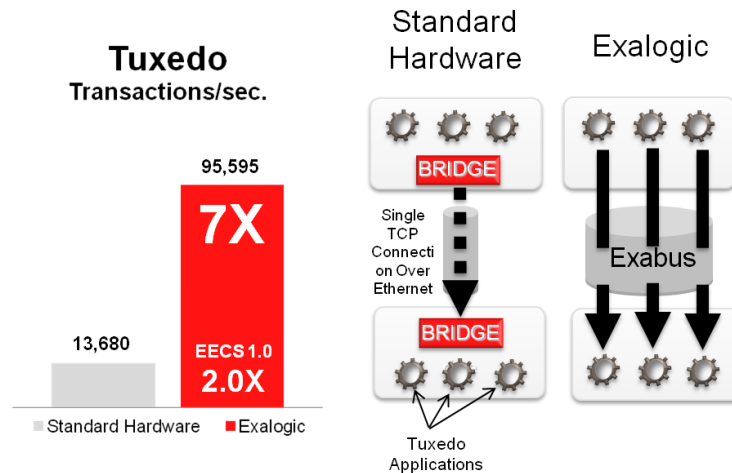 Tuxedo
Transactions/sec.
95,595
7X
13,680
EECS 1.0
2.0X
Standard Hardware
Exalogic
Standard
Hardware
BRIDGE
Single
TCP
Connecti
on Over
Ethernet
BRIDGE
Tuxedo
Applications
Exalogic
Exabus